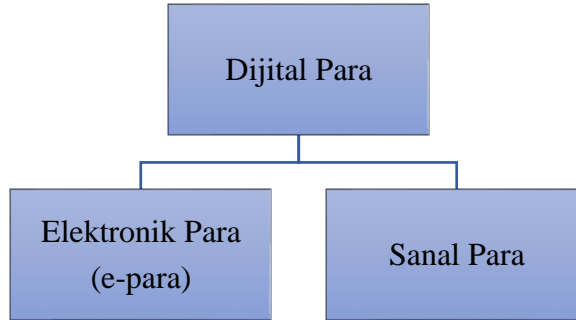 Dijital Para
Elektronik Para
(e-para)
Sanal Para